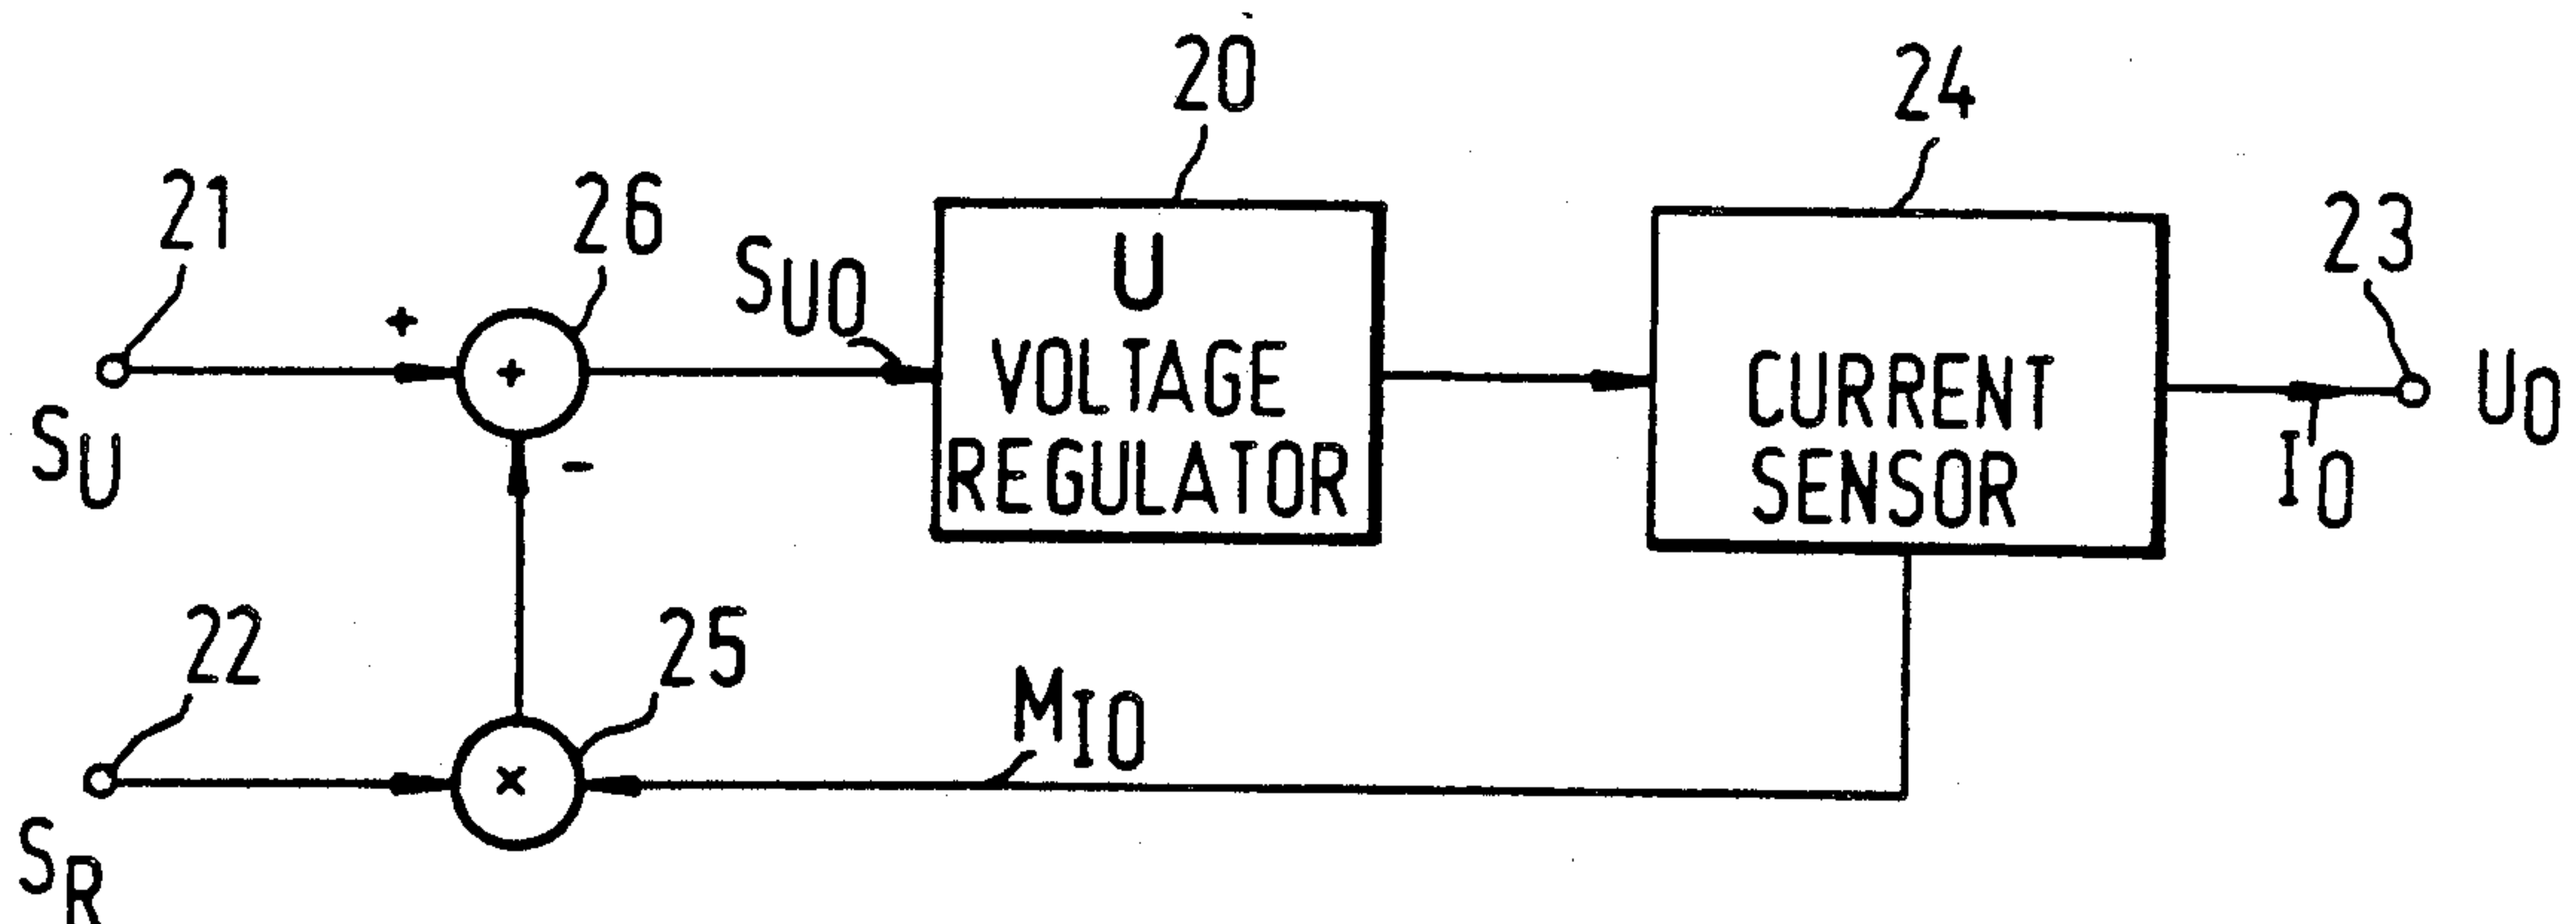 20
24
21
26
23
SU
+
+
-
SUO
U
VOLTAGE
REGULATOR
CURRENT
SENSOR
IO
UO
22
25
MIO
SR
×